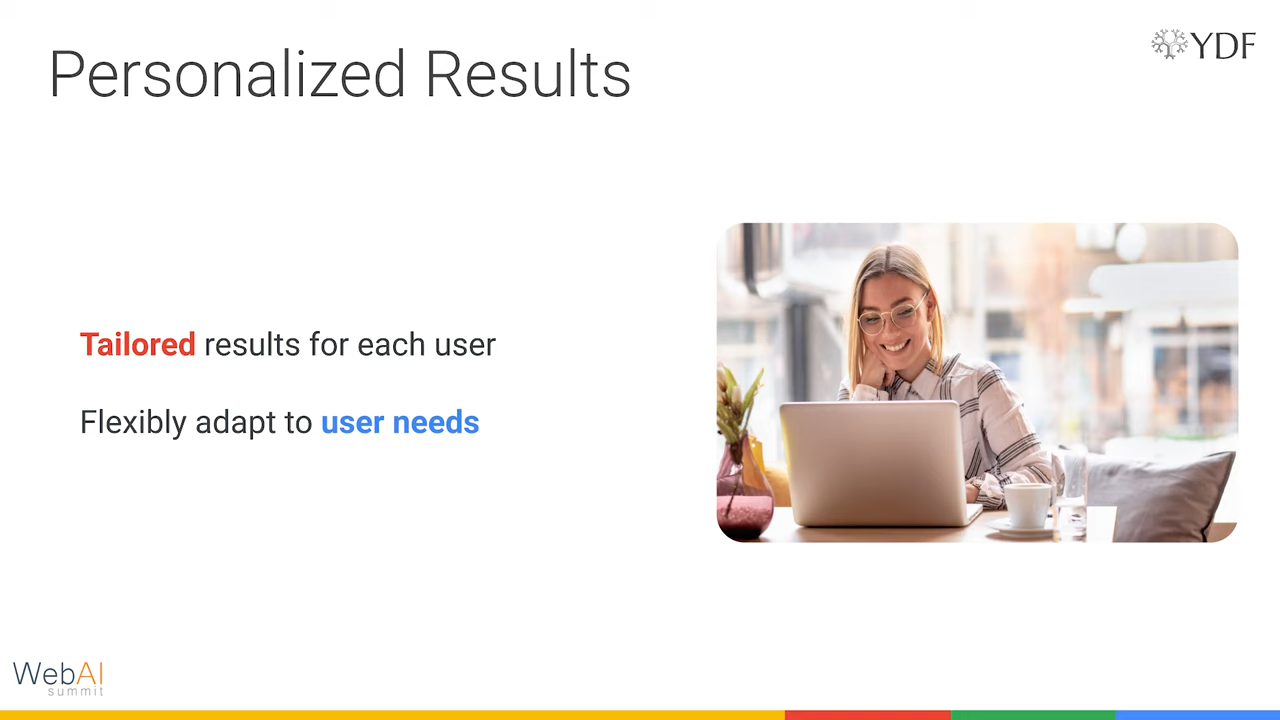 Personalized Results
YDF
Tailored results for each user
Flexibly adapt to user needs
WebAI
summit